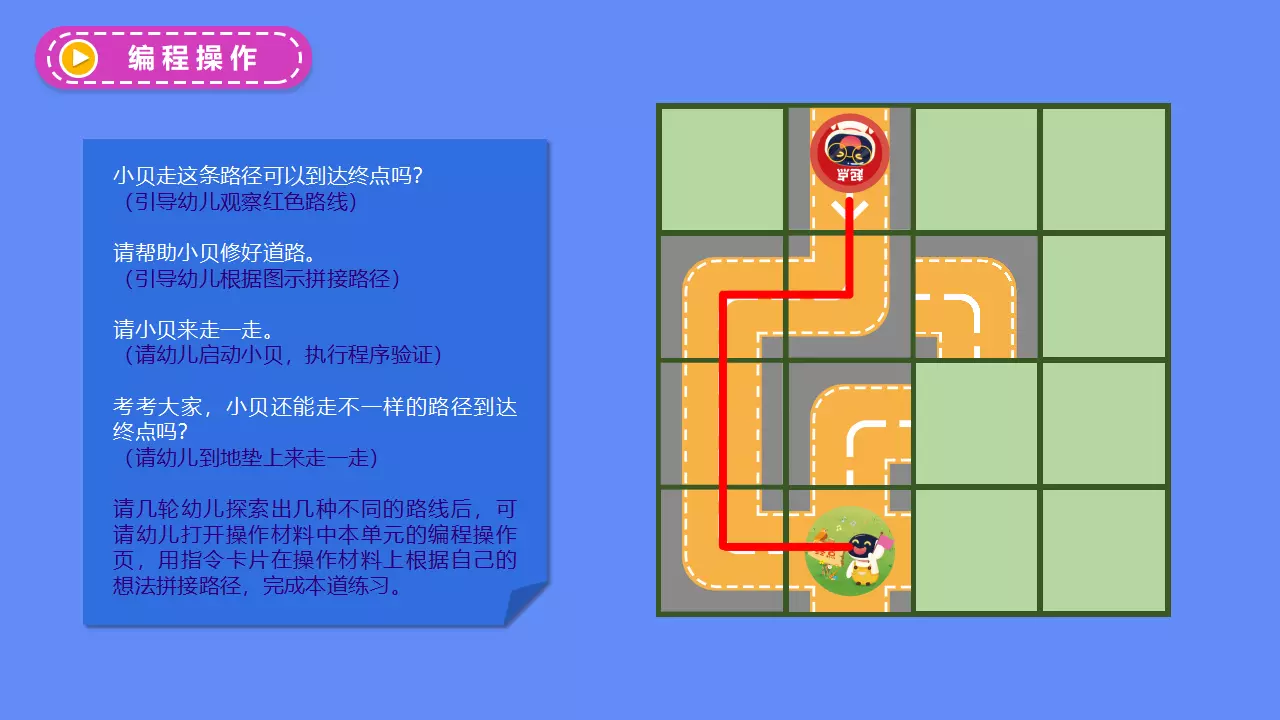 编程操作
小贝走这条路径可以到达终点吗？
（引导幼儿观察红色路线）
请帮助小贝修好道路。
（引导幼儿根据图示拼接路径）
请小贝来走一走。
（请幼儿启动小贝，执行程序验证）
考考大家，小贝还能走不一样的路径到达
终点吗？
（请幼儿到地垫上来走一走）
请几轮幼儿探索出几种不同的路线后，可
请幼儿打开操作材料中本单元的编程操作
页，用指令卡片在操作材料上根据自己的
想法拼接路径，完成本道练习。
起点
终点